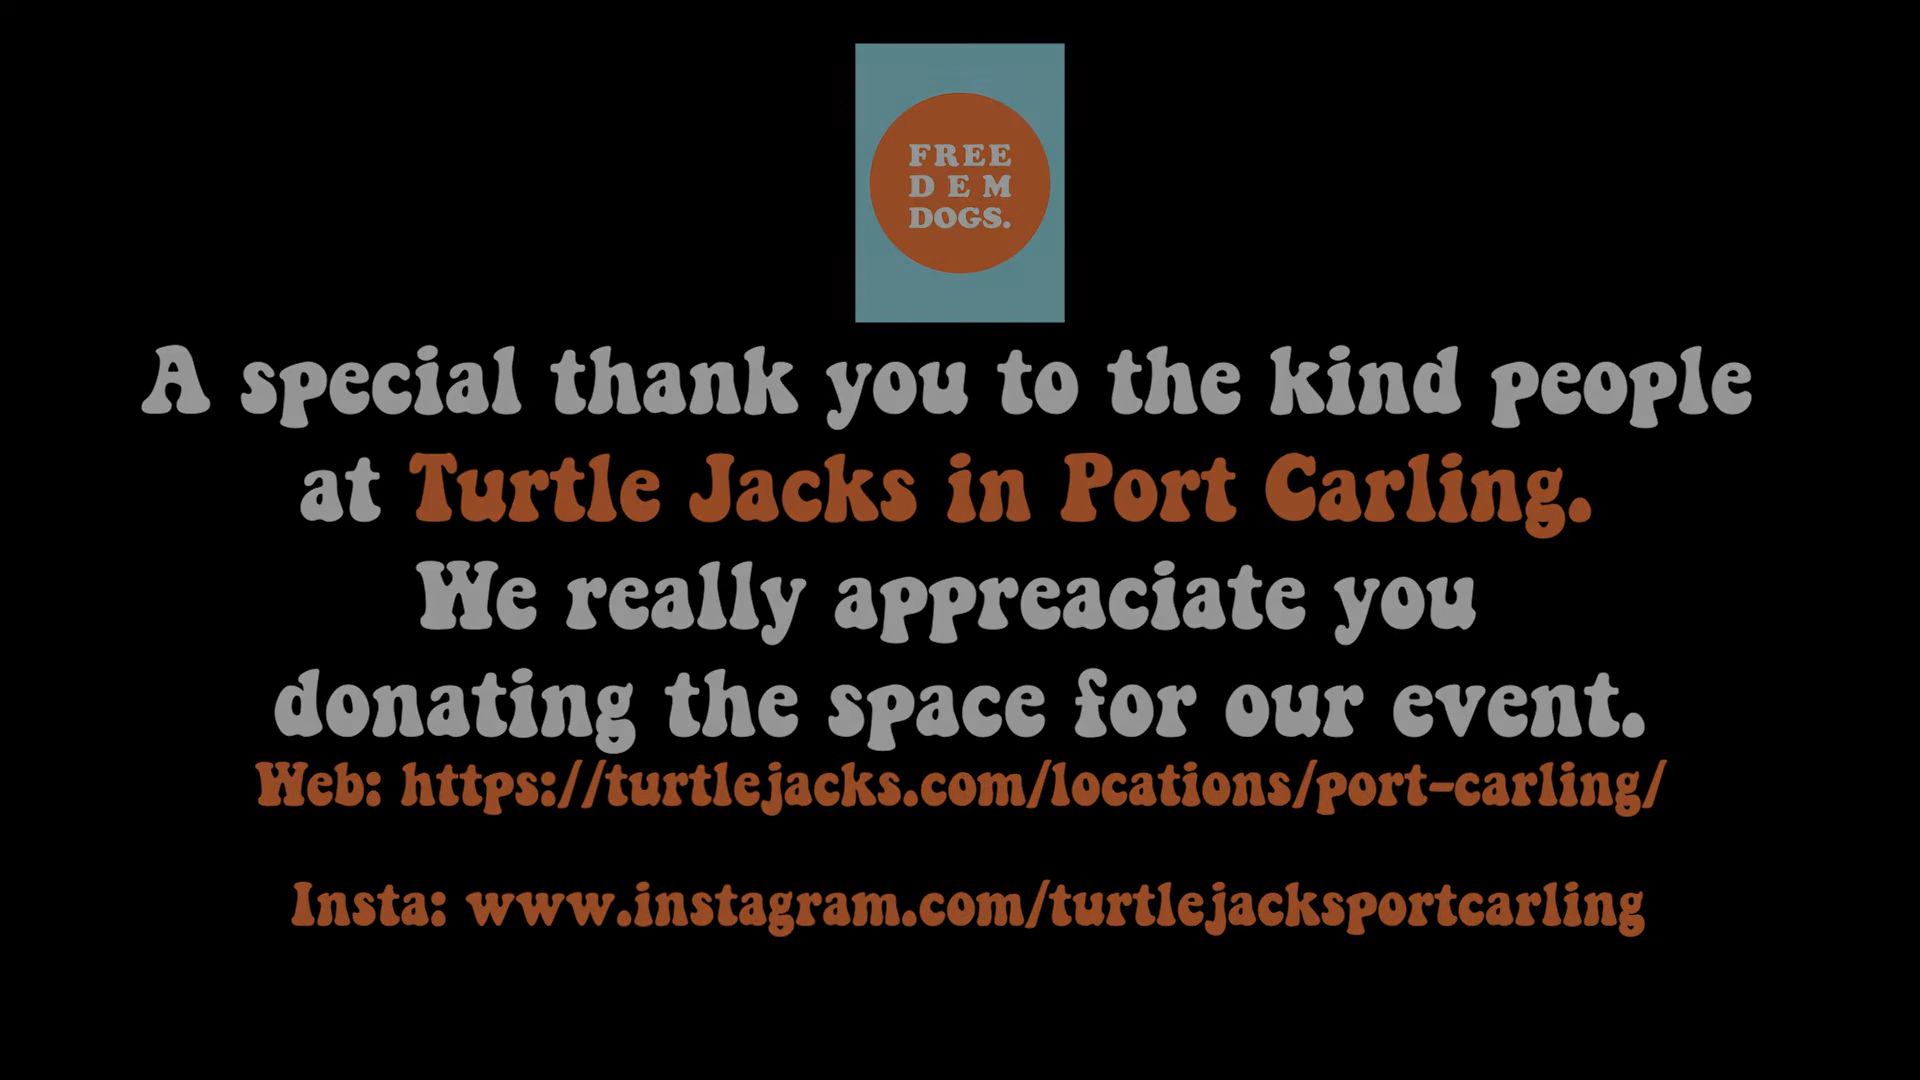 FREE
DEM
DOGS.
A special thank you to the kind people
at Turtle Jacks in Port Carling.
We really appreaciate you
donating the space for our event.
Web: https://turtlejacks.com/locations/port-carling/
Insta: www.instagram.com/turtlejacksportcarling